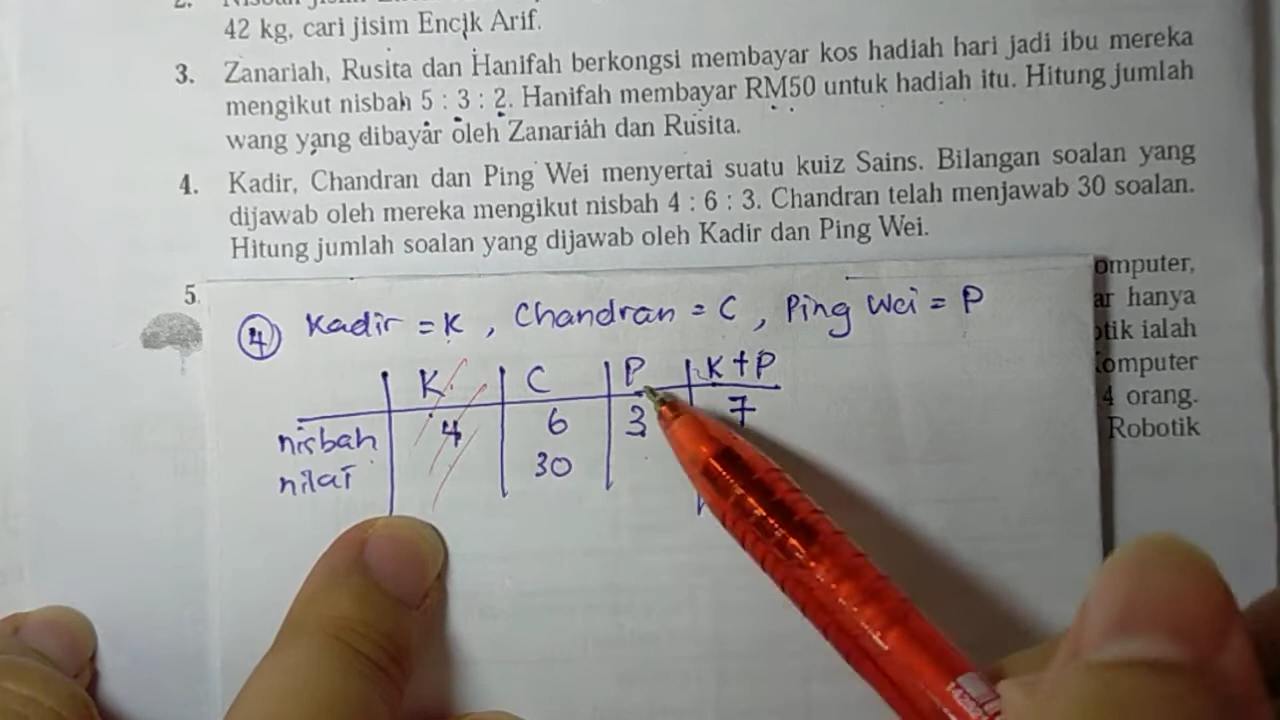 42 kg, cari jisim Encik Arif.
3. Zanariah, Rusita dan Hanifah berkongsi membayar kos hadiah hari jadi ibu mereka
mengikut nisbah 5 : 3 : 2. Hanifah membayar RM50 untuk hadiah itu. Hitung jumlah
wang yang dibayar oleh Zanariah dan Rusita.
4. Kadir, Chandran dan Ping Wei menyertai suatu kuiz Sains. Bilangan soalan yang
dijawab oleh mereka mengikut nisbah 4 : 6 : 3. Chandran telah menjawab 30 soalan.
Hitung jumlah soalan yang dijawab oleh Kadir dan Ping Wei.
5.
omputer,
ar hanya
otik ialah
omputer
4 orang.
Robotik
4 Kadir = K, Chandran = C, Ping Wei = P
K C P K + P
nisbah 4 6 3 7
nilai 30